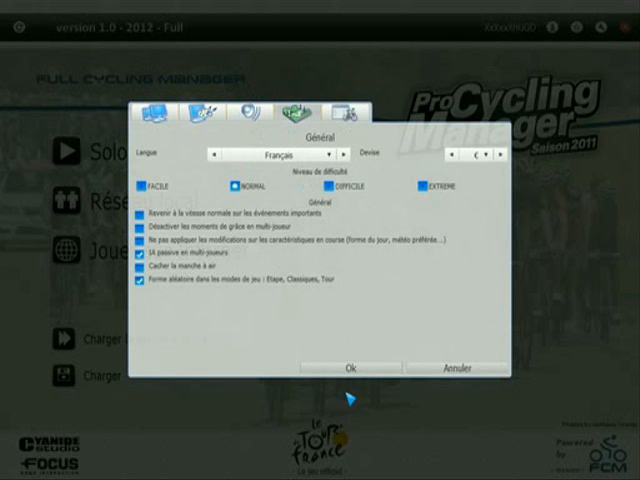 version 1.0 - 2012 - Full
FULL CYCLING MANAGER
Pro Cycling
Manager
Saison 2011
Solo
Général
Langue
Français
Devise
€
Niveau de difficulté
FACILE
NORMAL
DIFFICILE
EXTREME
Général
Revenir à la vitesse normale sur les événements importants
Désactiver les moments de grâce en multi-joueur
Ne pas appliquer les modifications sur les caractéristiques en course (forme du jour, météo préférée...)
IA passive en multi-joueurs
Cacher la manche à air
Forme aléatoire dans les modes de jeu : Etape, Classiques, Tour
Ok
Annuler
Charger
Charger
CYANIDE
studio
FOCUS
HOME INTERACTIVE
le
TOUR
de
france
- Le jeu officiel -
Powered
by
FCM